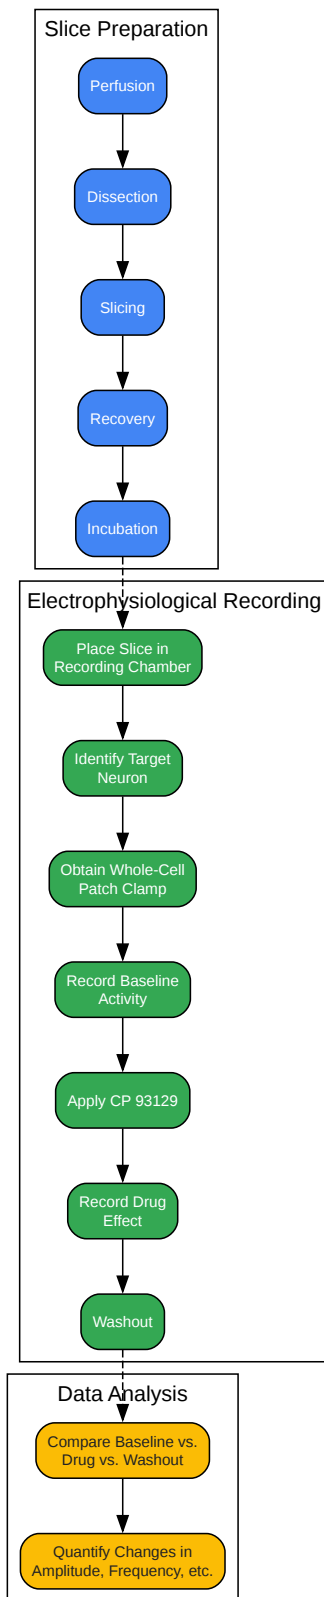 Slice Preparation
Perfusion
Dissection
Slicing
Recovery
Incubation
Electrophysiological Recording
Place Slice in
Recording Chamber
Identify Target
Neuron
Obtain Whole-Cell
Patch Clamp
Record Baseline
Activity
Apply CP 93129
Record Drug
Effect
Washout
Data Analysis
Compare Baseline vs.
Drug vs. Washout
Quantify Changes in
Amplitude, Frequency, etc.